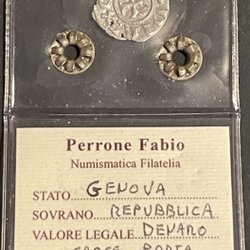 Perrone Fabio
Numismatica Filatelia
STATO GENOVA
SOVRANO REPUBBLICA
VALORE LEGALE DENARO